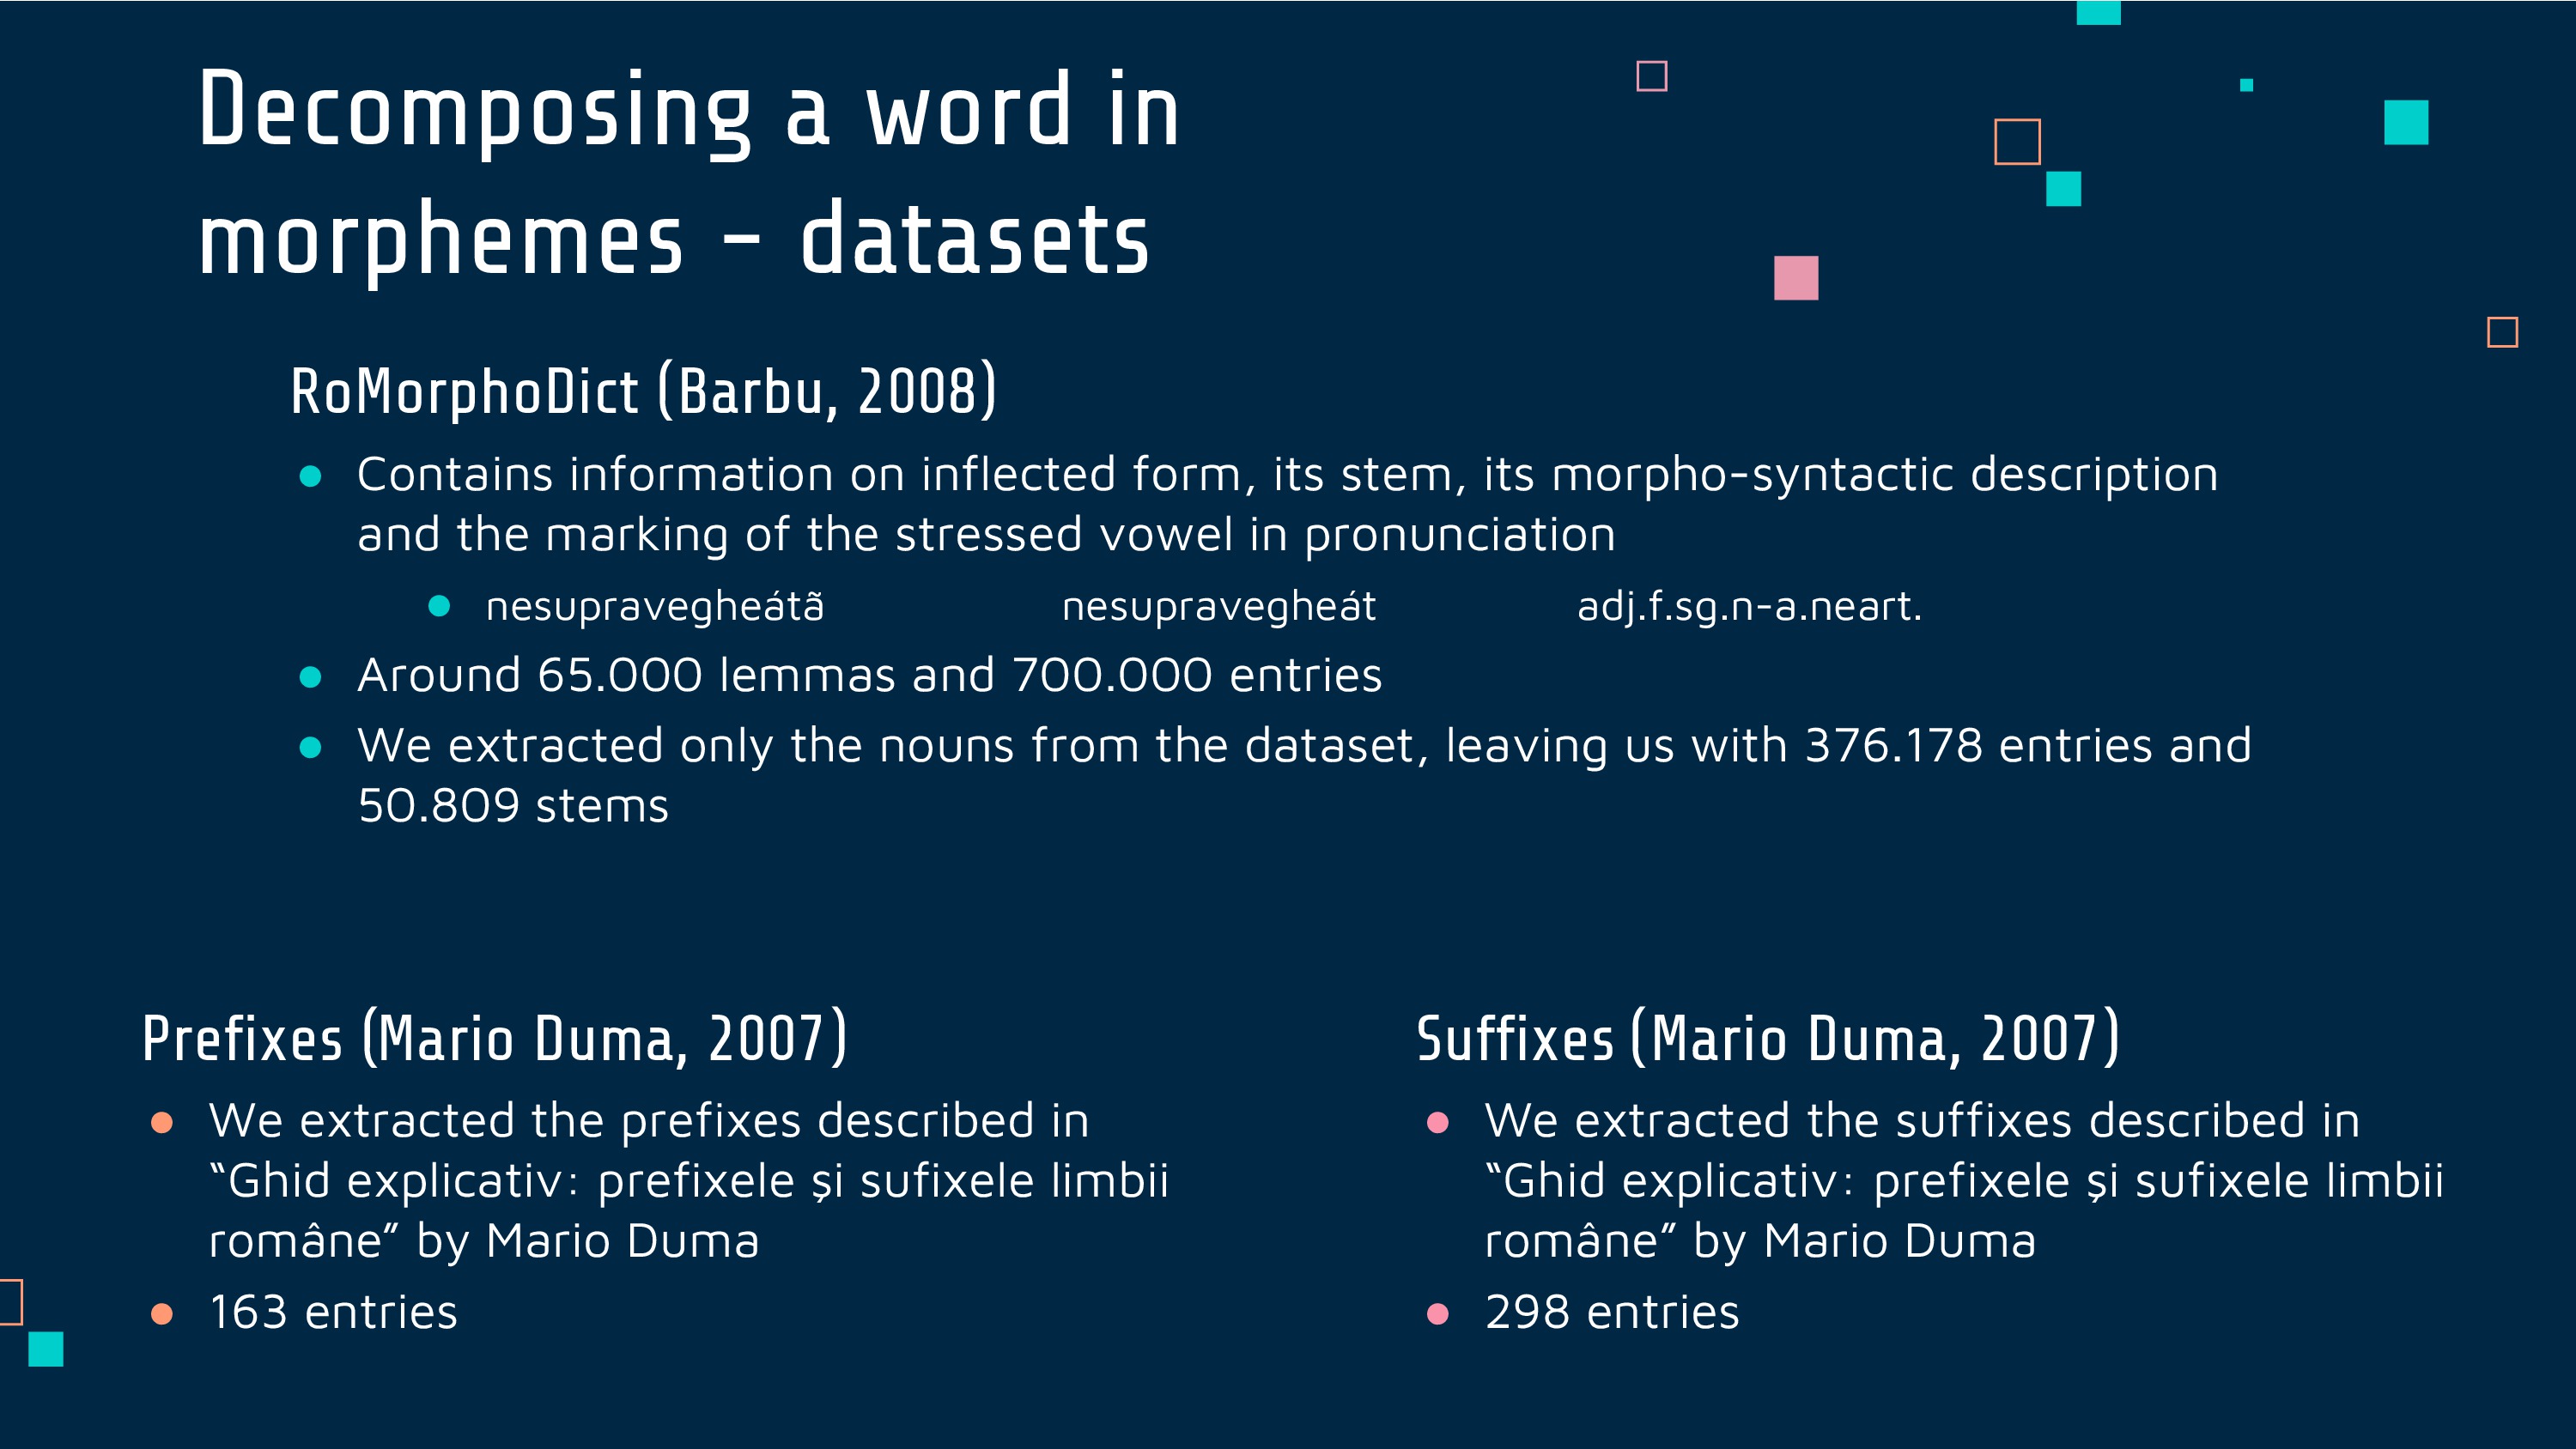 Decomposing a word in
morphemes – datasets
RoMorphoDict (Barbu, 2008)
● Contains information on inflected form, its stem, its morpho-syntactic description
and the marking of the stressed vowel in pronunciation
● nesupravegheátã nesupravegheát adj.f.sg.n-a.neart.
● Around 65.000 lemmas and 700.000 entries
● We extracted only the nouns from the dataset, leaving us with 376.178 entries and
50.809 stems
Prefixes (Mario Duma, 2007)
● We extracted the prefixes described in
“Ghid explicativ: prefixele şi sufixele limbii
române” by Mario Duma
● 163 entries
Suffixes (Mario Duma, 2007)
● We extracted the suffixes described in
“Ghid explicativ: prefixele şi sufixele limbii
române” by Mario Duma
● 298 entries